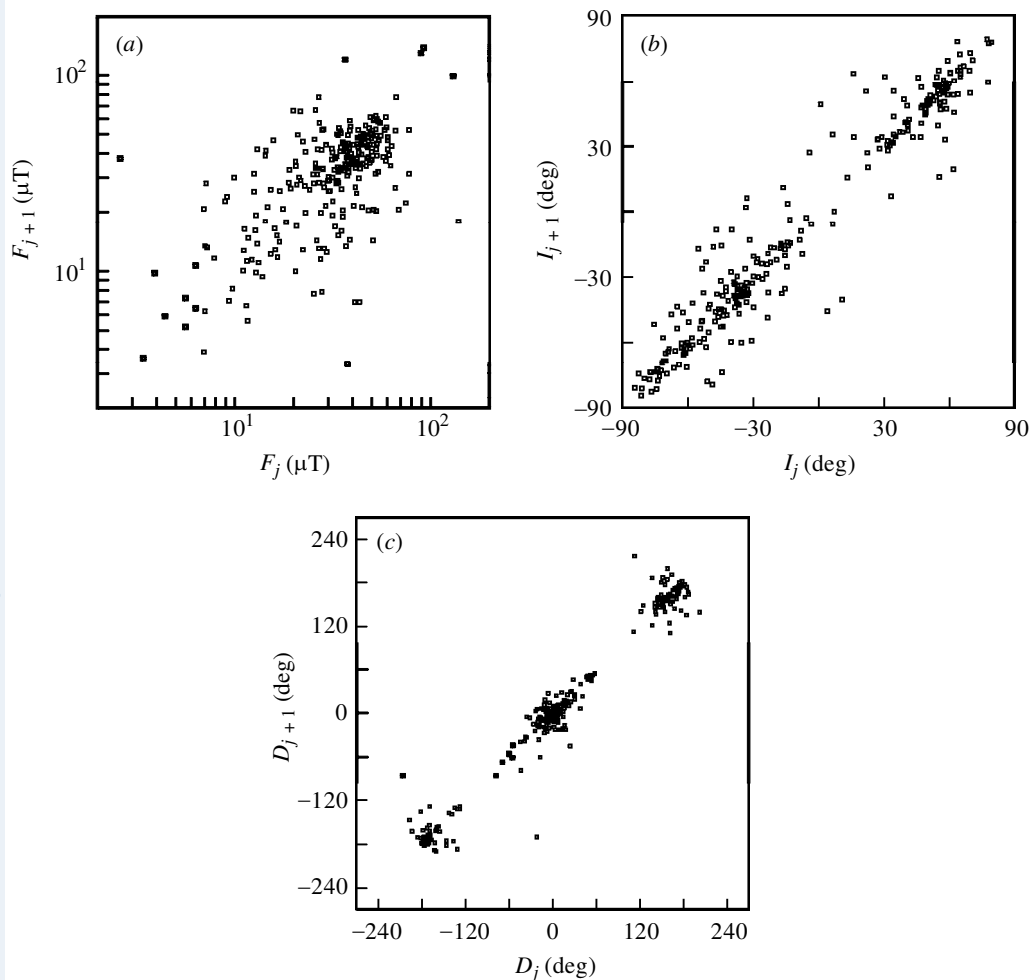 (a)
10²
10¹
F_{j + 1} (μT)
10¹ 10²
F_j (μT)
(b)
90
30
−30
−90
I_{j + 1} (deg)
−90 −30 30 90
I_j (deg)
(c)
240
120
0
−120
−240
D_{j + 1} (deg)
−240 −120 0 120 240
D_j (deg)